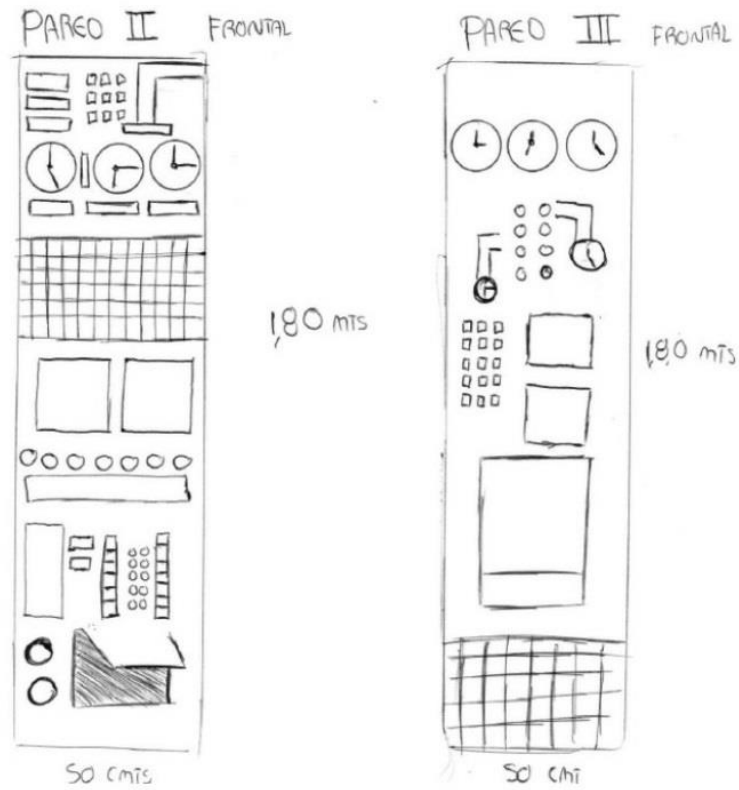 PAREO II FRONTAL
PAREO III FRONTAL
1,80 mts
1,80 mts
50 cmts
50 cmt